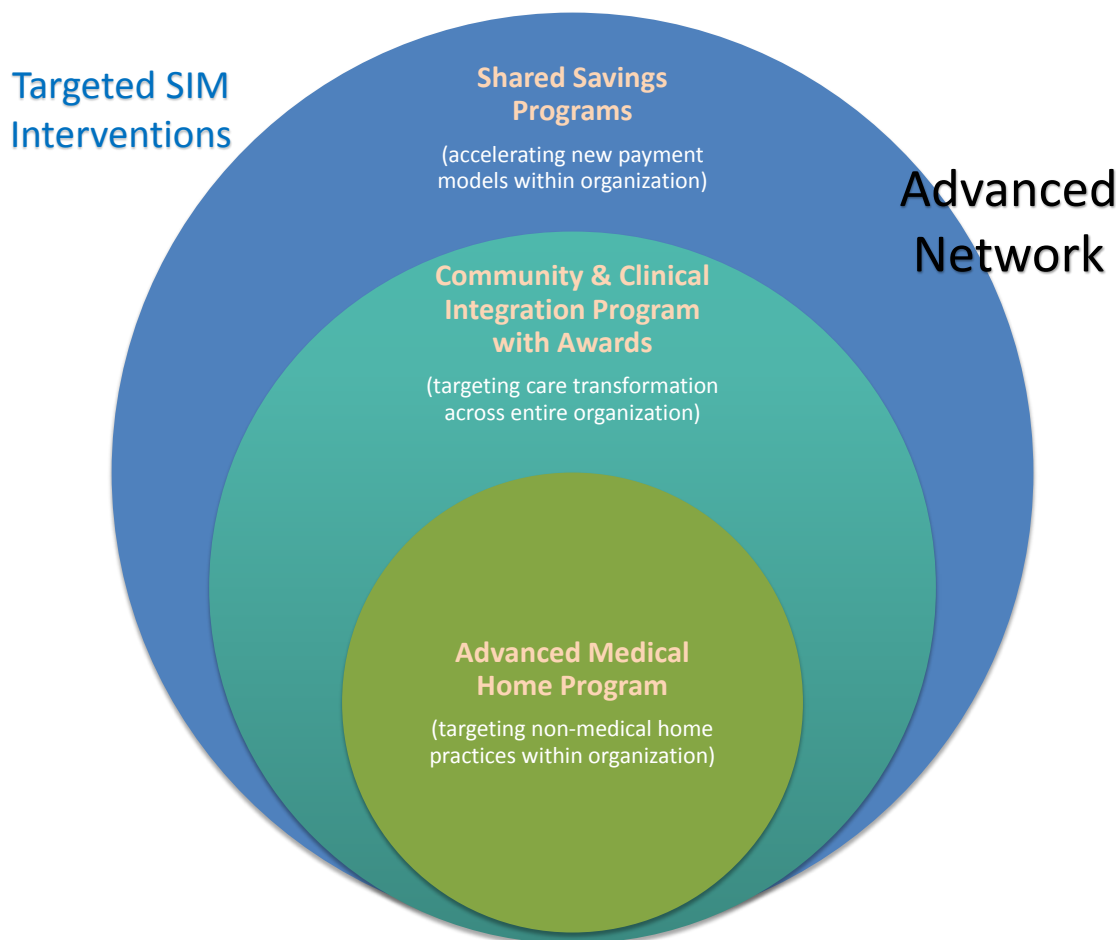 Targeted SIM
Interventions
Shared Savings
Programs
(accelerating new payment
models within organization)
Advanced
Network
Community & Clinical
Integration Program
with Awards
(targeting care transformation
across entire organization)
Advanced Medical
Home Program
(targeting non-medical home
practices within organization)